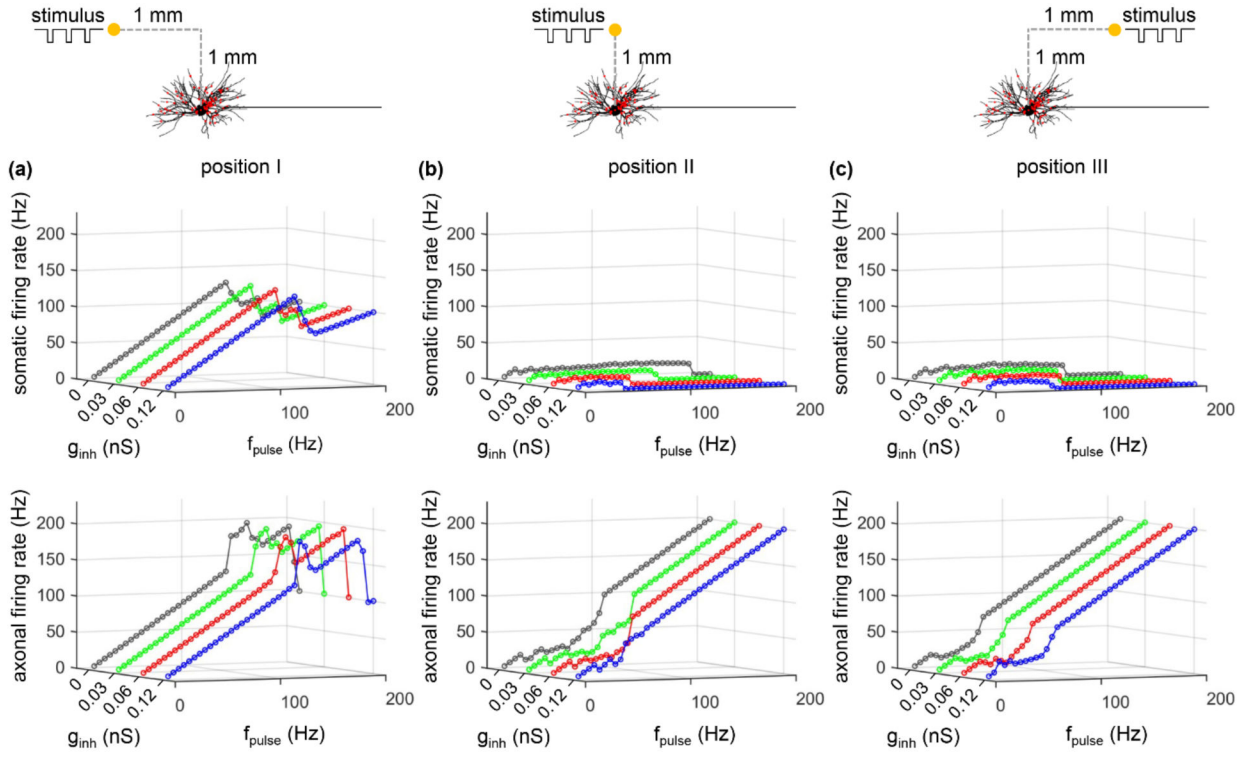 stimulus 1 mm
1 mm
stimulus
1 mm
1 mm stimulus
1 mm
(a) position I
(b) position II
(c) position III
somatic firing rate (Hz)
200
150
100
50
0
0
0.03
0.06
0.12
0
100
200
g_inh (nS)
f_pulse (Hz)
somatic firing rate (Hz)
200
150
100
50
0
0
0.03
0.06
0.12
0
100
200
g_inh (nS)
f_pulse (Hz)
somatic firing rate (Hz)
200
150
100
50
0
0
0.03
0.06
0.12
0
100
200
g_inh (nS)
f_pulse (Hz)
axonal firing rate (Hz)
200
150
100
50
0
0
0.03
0.06
0.12
0
100
200
g_inh (nS)
f_pulse (Hz)
axonal firing rate (Hz)
200
150
100
50
0
0
0.03
0.06
0.12
0
100
200
g_inh (nS)
f_pulse (Hz)
axonal firing rate (Hz)
200
150
100
50
0
0
0.03
0.06
0.12
0
100
200
g_inh (nS)
f_pulse (Hz)